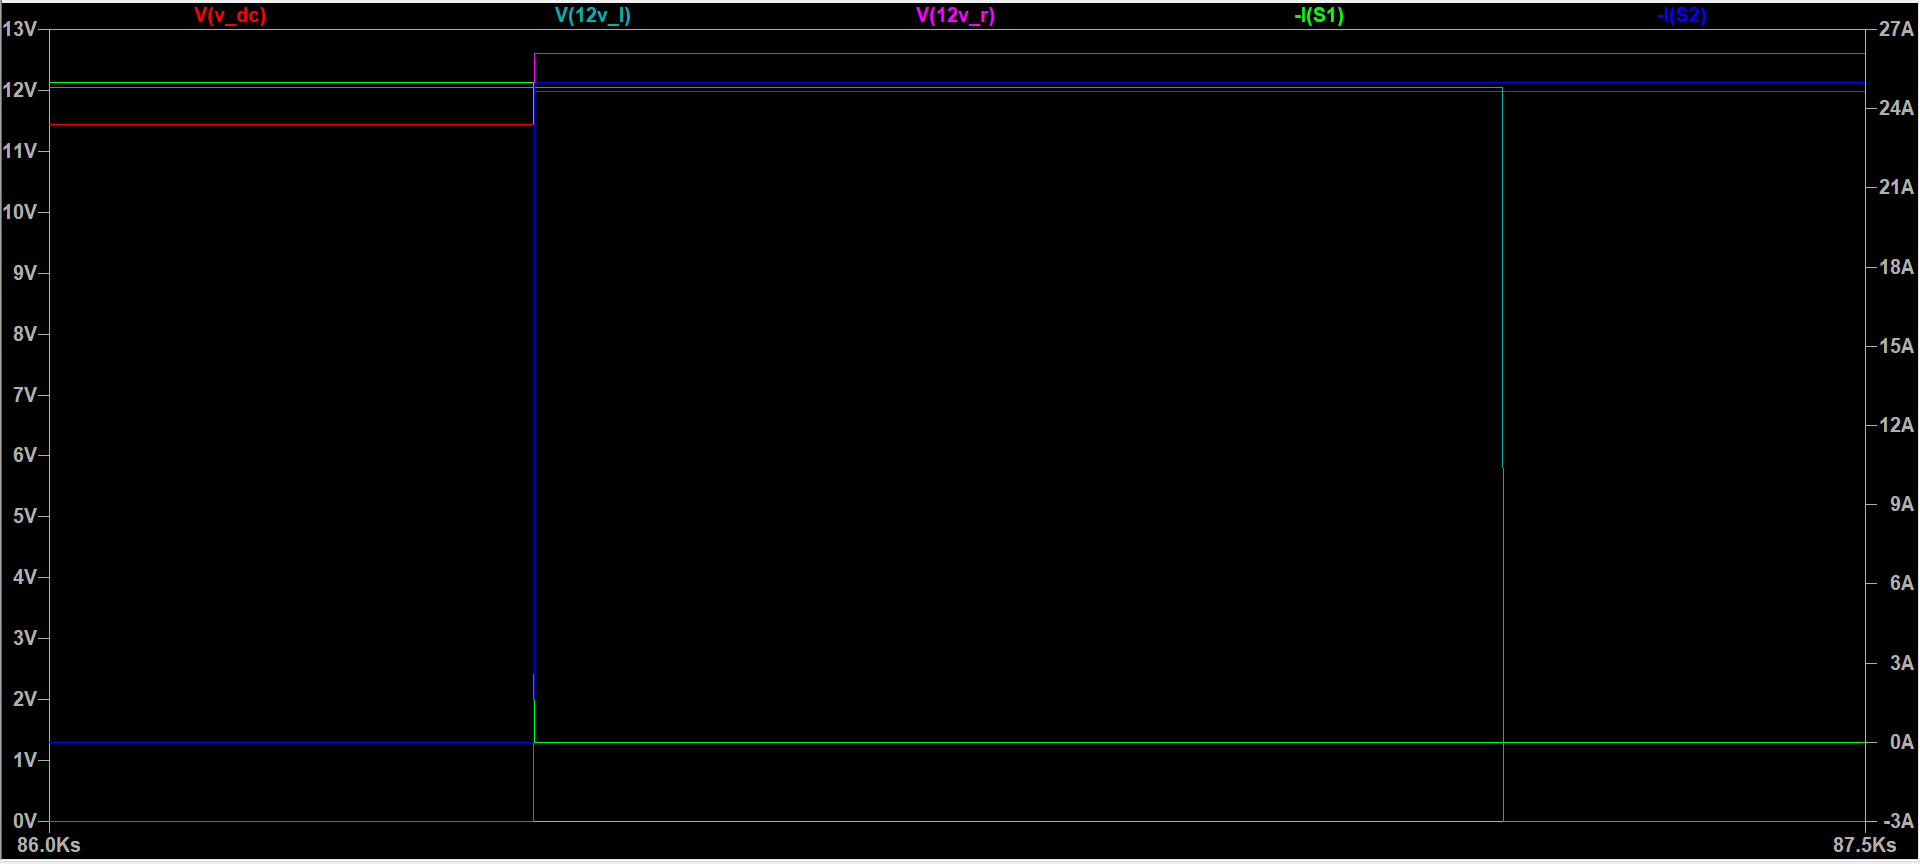 V(v_dc) V(12v_l) V(12v_r) -I(S1) -I(S2)
13V 27A
12V
24A
11V
21A
10V
9V 18A
8V
15A
7V
12A
6V
5V 9A
4V 6A
3V
3A
2V
1V 0A
0V -3A
86.0Ks 87.5Ks